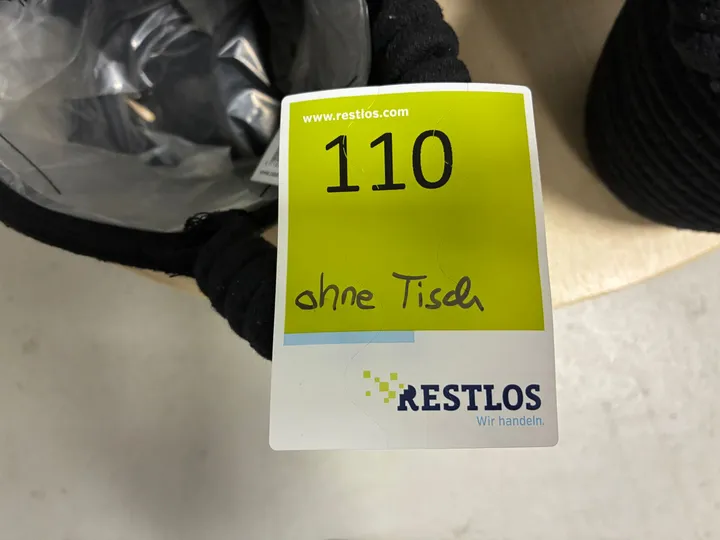 www.restlos.com
110
ohne Tisch
RESTLOS
Wir handeln.